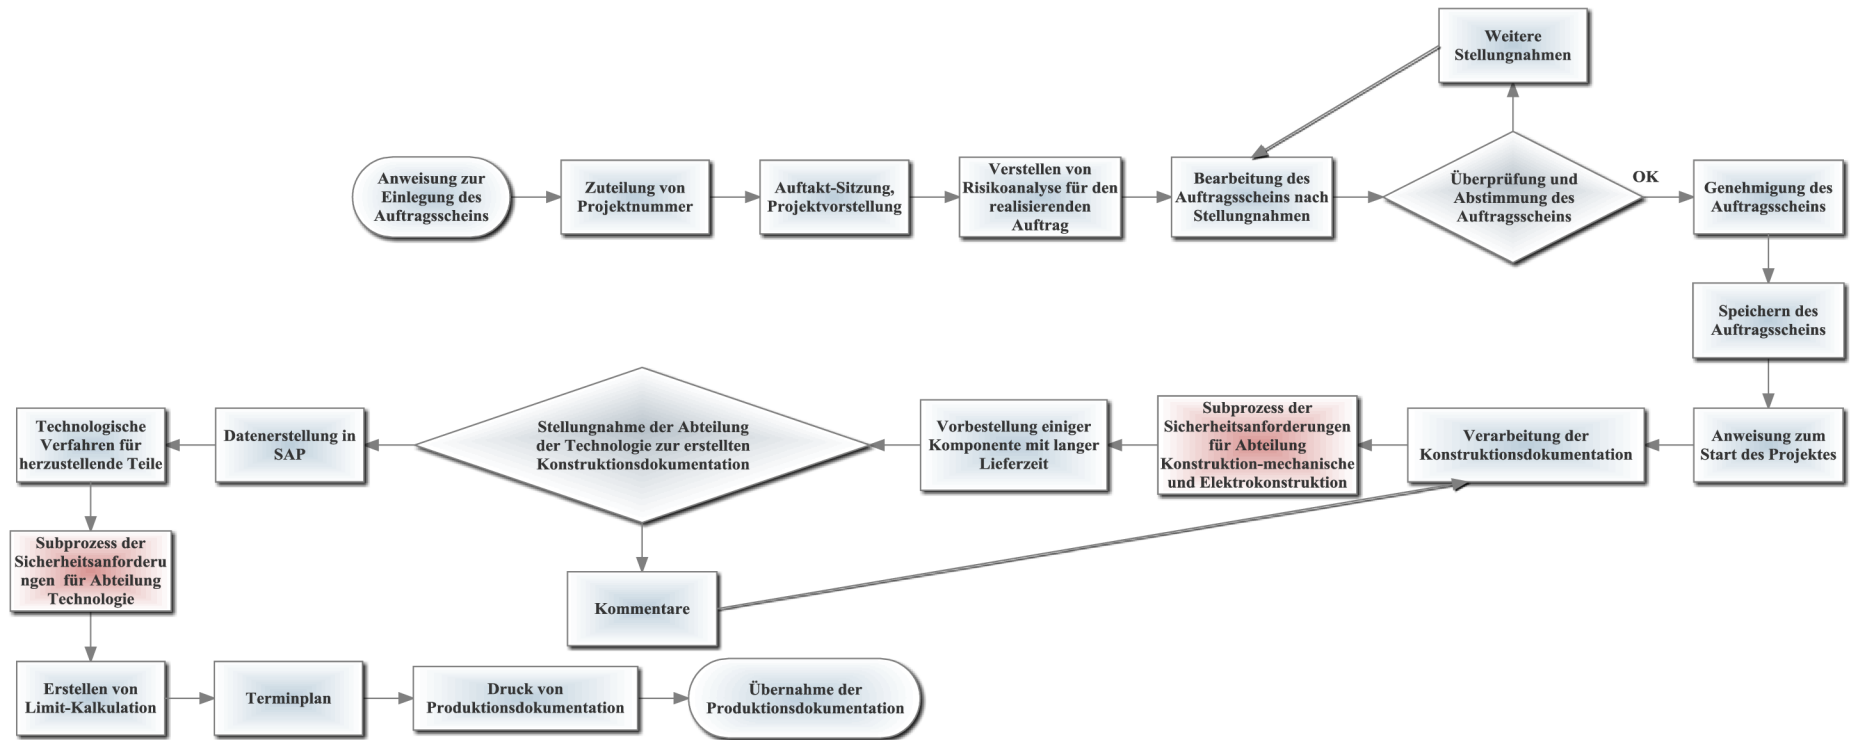 Weitere
Stellungnahmen
Anweisung zur
Einlegung des
Auftragsscheins
Zuteilung von
Projektnummer
Auftakt-Sitzung,
Projektvorstellung
Verstellen von
Risikoanalyse für den
realisierenden
Auftrag
Bearbeitung des
Auftragsscheins nach
Stellungnahmen
Überprüfung und
Abstimmung des
Auftragsscheins
OK
Genehmigung des
Auftragsscheins
Speichern des
Auftragsscheins
Anweisung zum
Start des Projektes
Verarbeitung der
Konstruktionsdokumentation
Subprozess der
Sicherheitsanforderungen
für Abteilung
Konstruktion-mechanische
und Elektrokonstruktion
Vorbestellung einiger
Komponente mit langer
Lieferzeit
Stellungnahme der Abteilung
der Technologie zur erstellten
Konstruktionsdokumentation
Datenerstellung in
SAP
Technologische
Verfahren für
herzustellende Teile
Subprozess der
Sicherheitsanforderu
ngen für Abteilung
Technologie
Kommentare
Erstellen von
Limit-Kalkulation
Terminplan
Druck von
Produktionsdokumentation
Übernahme der
Produktionsdokumentation